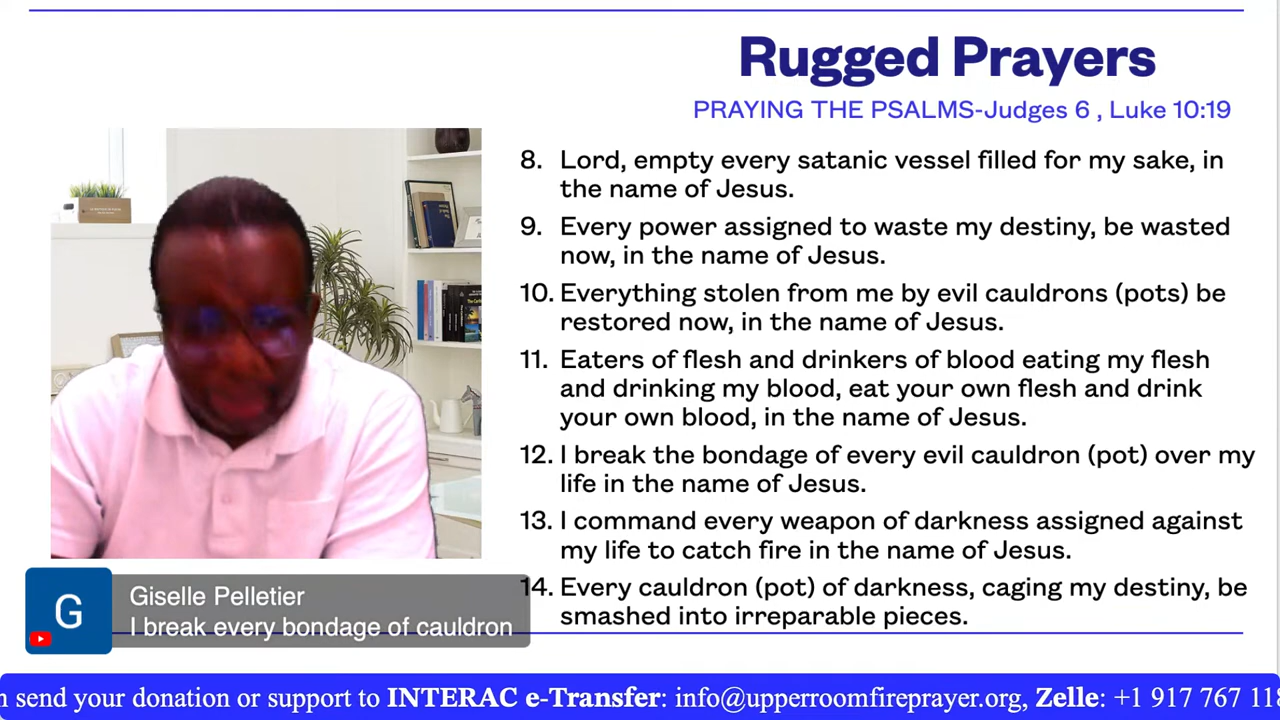 Rugged Prayers
PRAYING THE PSALMS-Judges 6 , Luke 10:19
8. Lord, empty every satanic vessel filled for my sake, in
the name of Jesus.
9. Every power assigned to waste my destiny, be wasted
now, in the name of Jesus.
10. Everything stolen from me by evil cauldrons (pots) be
restored now, in the name of Jesus.
11. Eaters of flesh and drinkers of blood eating my flesh
and drinking my blood, eat your own flesh and drink
your own blood, in the name of Jesus.
12. I break the bondage of every evil cauldron (pot) over my
life in the name of Jesus.
13. I command every weapon of darkness assigned against
my life to catch fire in the name of Jesus.
14. Every cauldron (pot) of darkness, caging my destiny, be
smashed into irreparable pieces.
G
Giselle Pelletier
I break every bondage of cauldron
send your donation or support to INTERAC e-Transfer: info@upperroomfireprayer.org, Zelle: +1 917 767 118